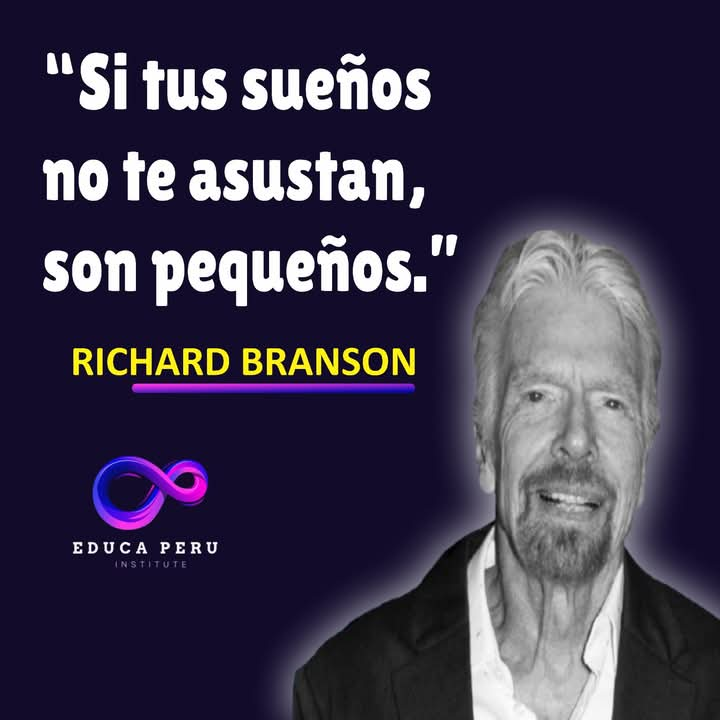 “Si tus sueños
no te asustan,
son pequeños.”
RICHARD BRANSON
EDUCA PERU
INSTITUTE